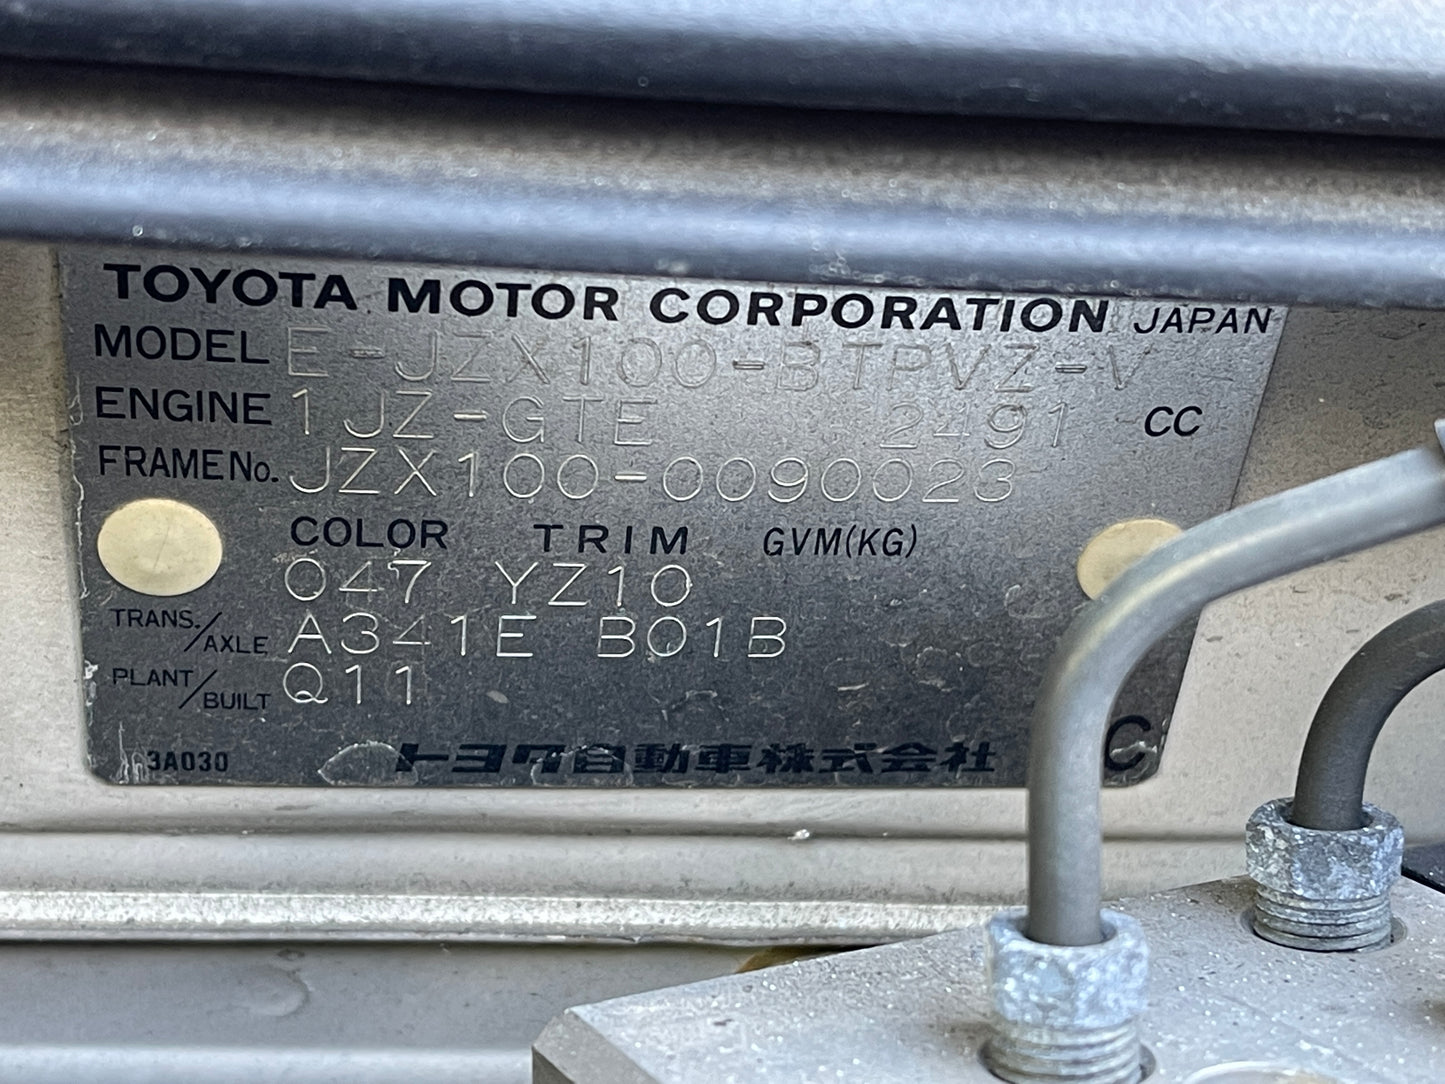 TOYOTA MOTOR CORPORATION JAPAN
MODEL E-JZX100-BTPVZ-V
ENGINE 1JZ-GTE 2491 CC
FRAME No. JZX100-0090023
COLOR TRIM GVM(KG)
047 YZ10
TRANS./AXLE A341E B01B
PLANT/BUILT Q11
3A030 トヨタ自動車株式会社 C